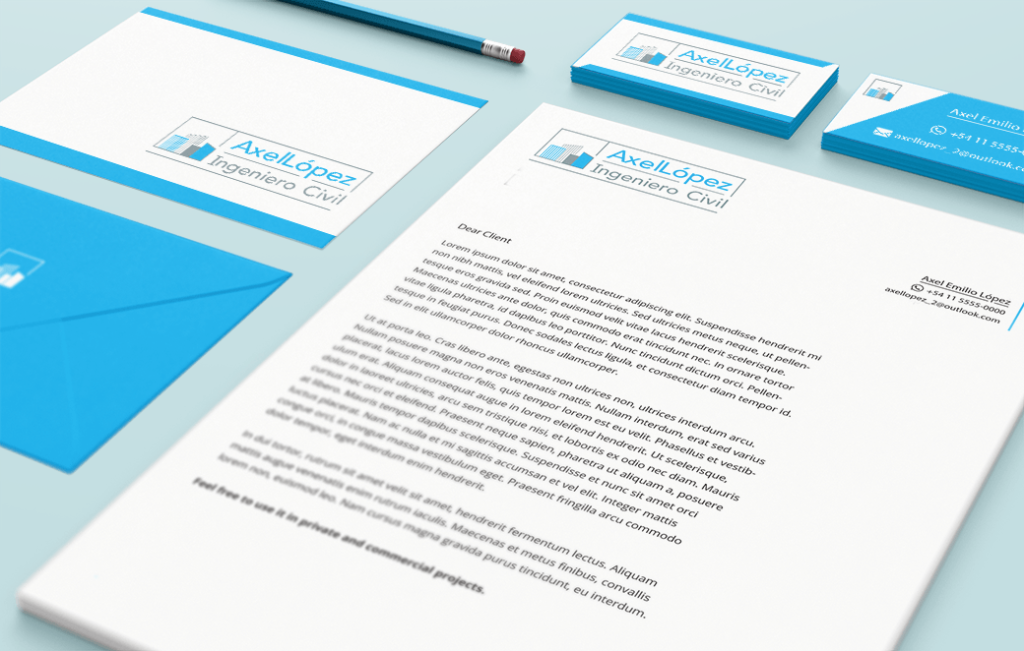 AxelLópez
Ingeniero Civil
AxelLópez
Ingeniero Civil
Axel Emilio
+54 11 5555-
axellopez_2@outlook.co
AxelLópez
Ingeniero Civil
Axel Emilio López
+54 11 5555-0000
axellopez_2@outlook.com
Dear Client
Lorem ipsum dolor sit amet, consectetur adipiscing elit. Suspendisse hendrerit mi
non nibh mattis, vel eleifend lorem ultricies. Sed ultricies metus neque, ut pellen-
tesque eros gravida sed. Proin euismod velit vitae lacus hendrerit scelerisque.
Maecenas ultricies ante dolor, quis commodo erat tincidunt nec. In ornare tortor
vitae ligula pharetra, id dapibus leo porttitor. Nunc tincidunt dictum orci. Pellen-
tesque in feugiat purus. Donec sodales lectus ligula, et consectetur diam tempor id.
Sed in elit ullamcorper dolor rhoncus ullamcorper.
Ut at porta leo. Cras libero ante, egestas non ultrices non, ultrices interdum arcu.
Nullam posuere magna non eros venenatis mattis. Nullam interdum, erat sed varius
placerat, lacus lorem auctor felis, quis tempor lorem est eu velit. Phasellus et vestib-
ulum erat. Aliquam consequat augue in lorem eleifend hendrerit. Ut scelerisque,
dolor in laoreet ultricies, arcu sem tristique nisi, et lobortis ex odio nec diam. Mauris
cursus nec orci et eleifend. Praesent neque sapien, pharetra ut aliquam a, posuere
at libero. Mauris tempor dapibus scelerisque. Suspendisse et nunc sit amet orci
luctus placerat. Nam ac nulla et mi sagittis accumsan et vel elit. Integer mattis
congue orci, in congue massa vestibulum eget. Praesent fringilla arcu commodo
dolor tempor, eget interdum enim hendrerit.
In dui tortor, rutrum sit amet velit sit amet, hendrerit fermentum lectus. Aliquam
mattis augue venenatis enim rutrum iaculis. Maecenas et metus finibus, convallis
lorem non, euismod leo. Nam cursus magna gravida purus tincidunt, eu interdum.
Feel free to use it in private and commercial projects.